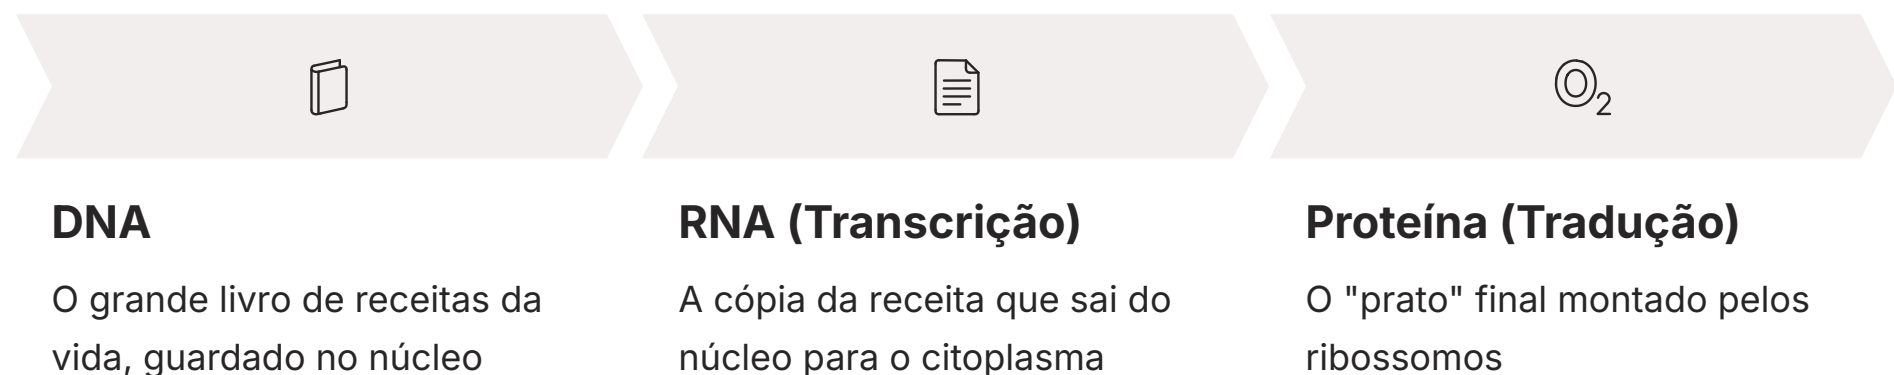 O2
DNA
O grande livro de receitas da
vida, guardado no núcleo
RNA (Transcrição)
A cópia da receita que sai do
núcleo para o citoplasma
Proteína (Tradução)
O "prato" final montado pelos
ribossomos